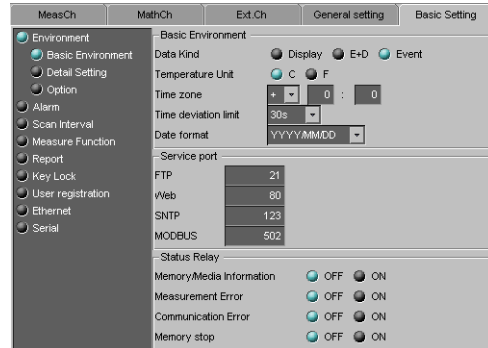 MeasCh MathCh Ext.Ch General setting Basic Setting
Environment
Basic Environment
Detail Setting
Option
Alarm
Scan Interval
Measure Function
Report
Key Lock
User registration
Ethernet
Serial
Basic Environment
Data Kind Display E+D Event
Temperature Unit C F
Time zone + 0 : 0
Time deviation limit 30s
Date format YYYY/MM/DD
Service port
FTP 21
Web 80
SNTP 123
MODBUS 502
Status Relay
Memory/Media Information OFF ON
Measurement Error OFF ON
Communication Error OFF ON
Memory stop OFF ON